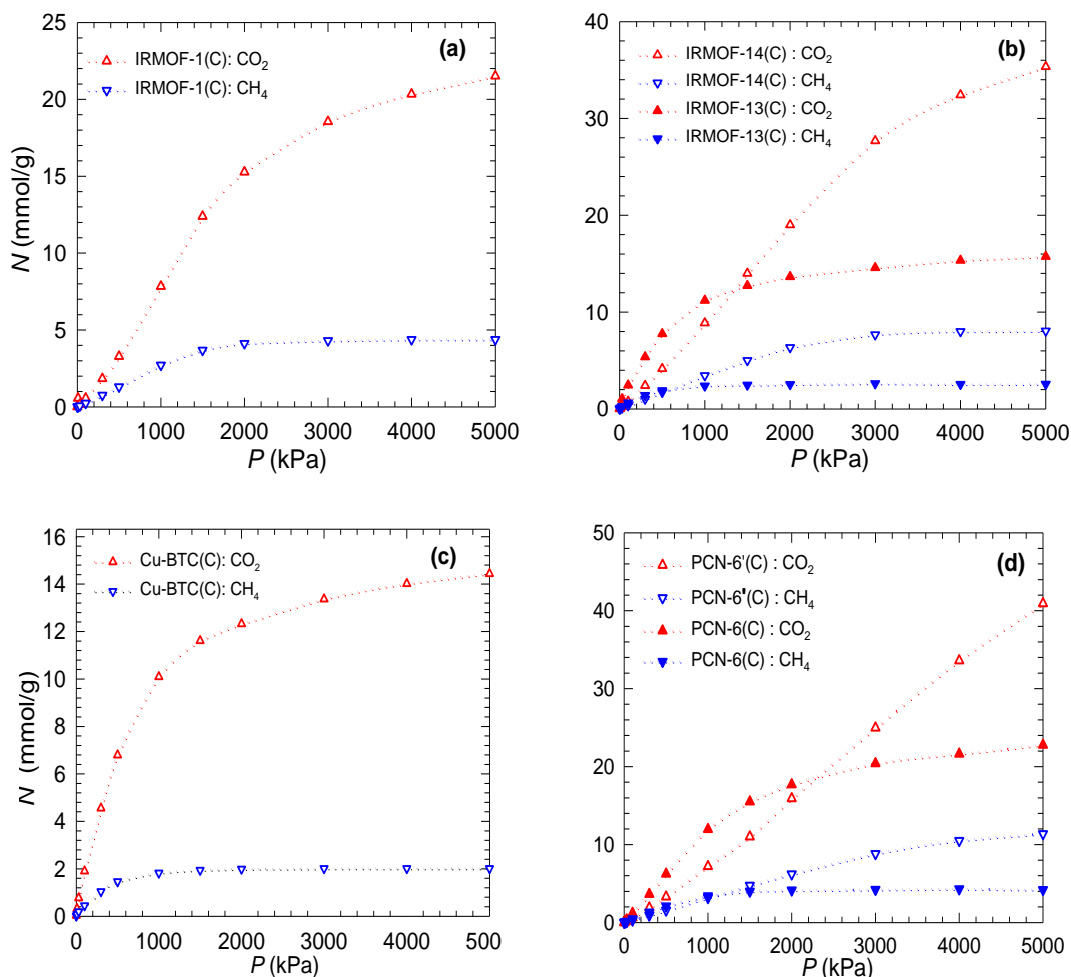 (a)
IRMOF-1(C): CO₂
IRMOF-1(C): CH₄
N (mmol/g)
25
20
15
10
5
0
0 1000 2000 3000 4000 5000
P (kPa)
(b)
IRMOF-14(C) : CO₂
IRMOF-14(C) : CH₄
IRMOF-13(C) : CO₂
IRMOF-13(C) : CH₄
40
30
20
10
0
0 1000 2000 3000 4000 5000
P (kPa)
(c)
Cu-BTC(C): CO₂
Cu-BTC(C): CH₄
N (mmol/g)
16
14
12
10
8
6
4
2
0
0 1000 2000 3000 4000 500
P (kPa)
(d)
PCN-6'(C) : CO₂
PCN-6'(C) : CH₄
PCN-6(C) : CO₂
PCN-6(C) : CH₄
50
40
30
20
10
0
0 1000 2000 3000 4000 5000
P (kPa)